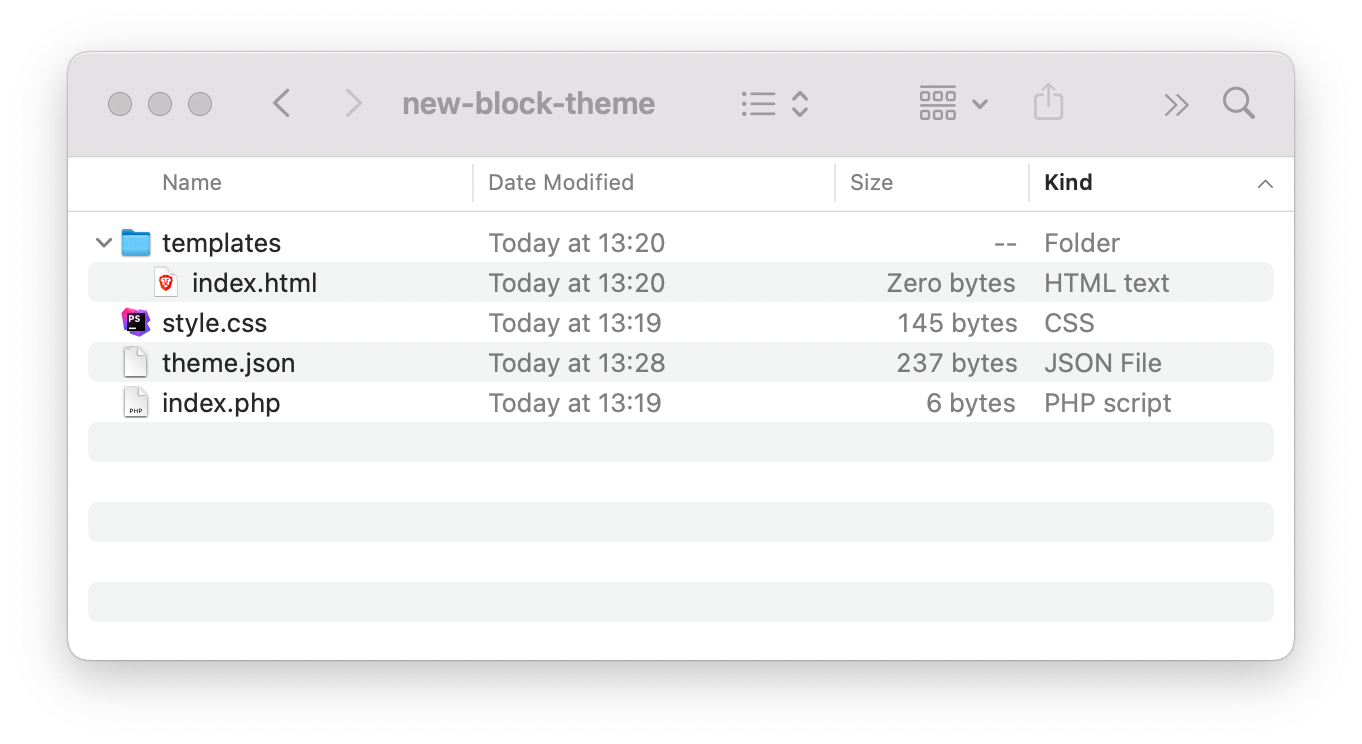 new-block-theme
Name Date Modified Size Kind
templates Today at 13:20 -- Folder
index.html Today at 13:20 Zero bytes HTML text
PS style.css Today at 13:19 145 bytes CSS
theme.json Today at 13:28 237 bytes JSON File
PHP index.php Today at 13:19 6 bytes PHP script